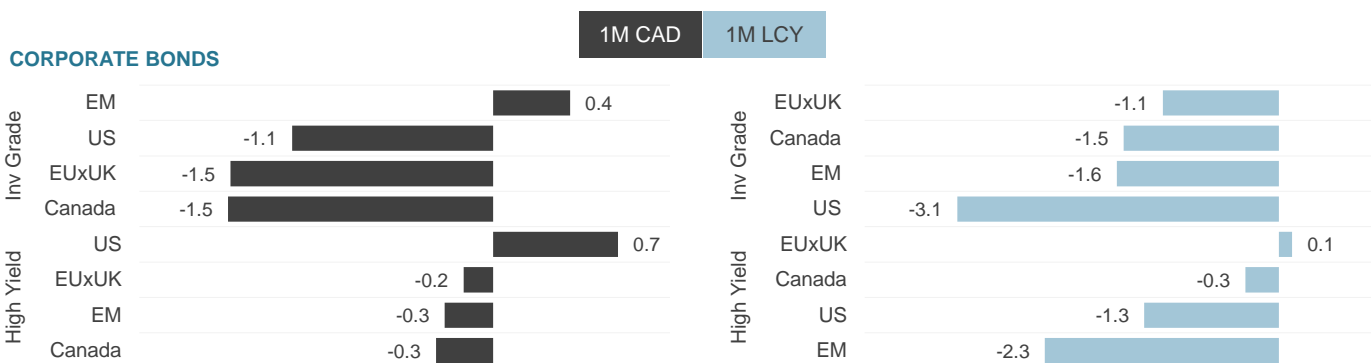 1M CAD 1M LCY
CORPORATE BONDS
Inv Grade
EM 0.4
US -1.1
EUxUK -1.5
Canada -1.5
High Yield
US 0.7
EUxUK -0.2
EM -0.3
Canada -0.3
Inv Grade
EUxUK -1.1
Canada -1.5
EM -1.6
US -3.1
High Yield
EUxUK 0.1
Canada -0.3
US -1.3
EM -2.3